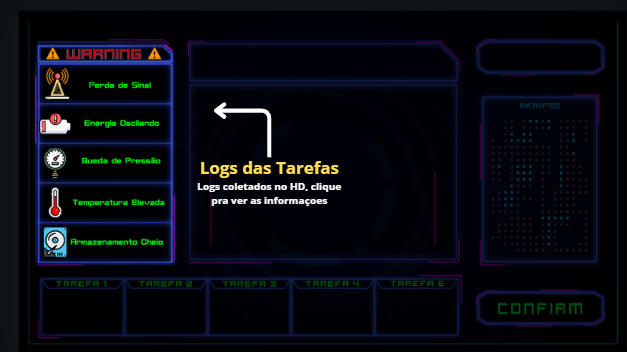 WARNING
Perda de Sinal
Energia Oscilando
Queda de Pressão
Temperatura Elevada
Armazenamento Cheio
Logs das Tarefas
Logs coletados no HD, clique
pra ver as informaçoes
ENCRYPTED
TAREFA 1 TAREFA 2 TAREFA 3 TAREFA 4 TAREFA 5
CONFIRM